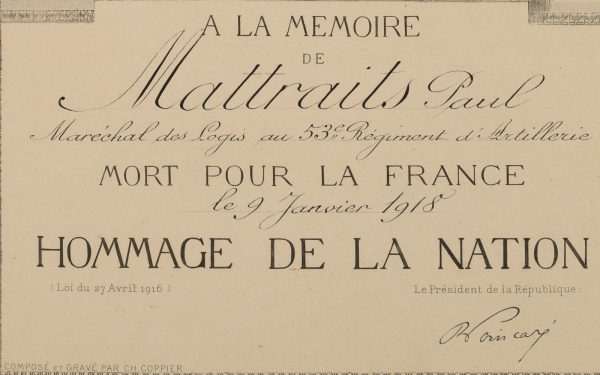 A LA MEMOIRE
DE
Mattraits Paul
Maréchal des Logis au 53e Régiment d'Artillerie
MORT POUR LA FRANCE
le 9 Janvier 1918
HOMMAGE DE LA NATION
(Loi du 27 Avril 1916) Le Président de la République:
R Poincaré
COMPOSÉ ET GRAVÉ PAR CH COPPIER